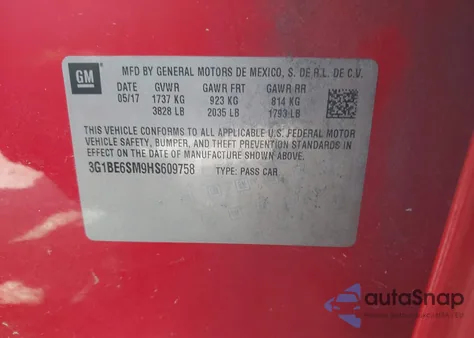 GM
MFD BY GENERAL MOTORS DE MEXICO, S. DE R.L. DE C.V.
DATE GVWR GAWR FRT GAWR RR
05/17 1737 KG 923 KG 814 KG
3828 LB 2035 LB 1793 LB
THIS VEHICLE CONFORMS TO ALL APPLICABLE U.S. FEDERAL MOTOR
VEHICLE SAFETY, BUMPER, AND THEFT PREVENTION STANDARDS
IN EFFECT ON THE DATE OF MANUFACTURE SHOWN ABOVE.
3G1BE6SM9HS609758 TYPE: PASS CAR
autoSnap